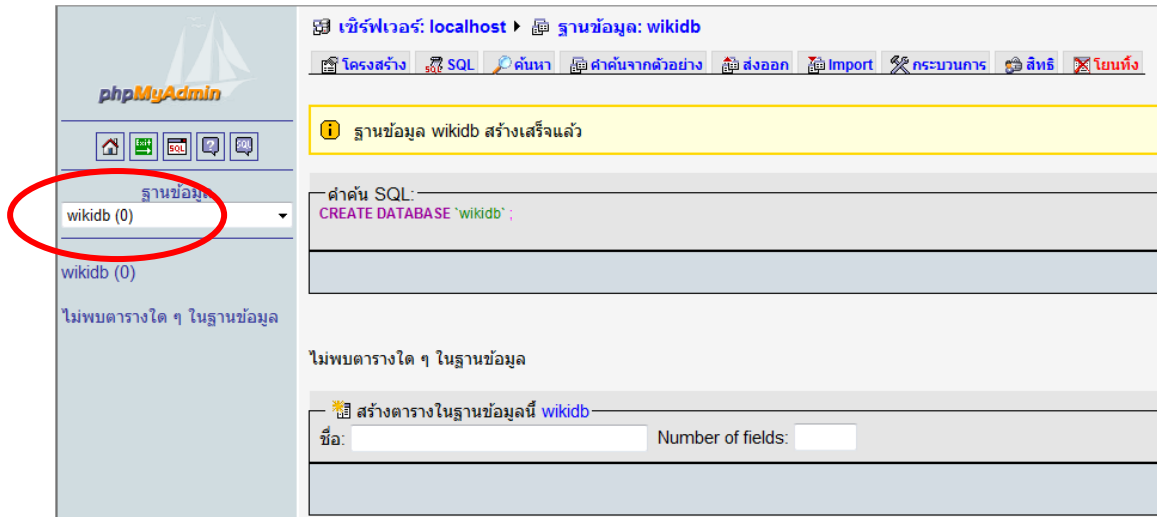 phpMyAdmin
Exit SQL ? SQL
ฐานข้อมูล
wikidb (0)
wikidb (0)
ไม่พบตารางใด ๆ ในฐานข้อมูล
เซิร์ฟเวอร์: localhost ฐานข้อมูล: wikidb
โครงสร้าง SQL ค้นหา คำค้นจากตัวอย่าง ส่งออก Import กระบวนการ สิทธิ โยนทิ้ง
ฐานข้อมูล wikidb สร้างเสร็จแล้ว
คำค้น SQL:
CREATE DATABASE `wikidb` ;
ไม่พบตารางใด ๆ ในฐานข้อมูล
สร้างตารางในฐานข้อมูลนี้ wikidb
ชื่อ: Number of fields: